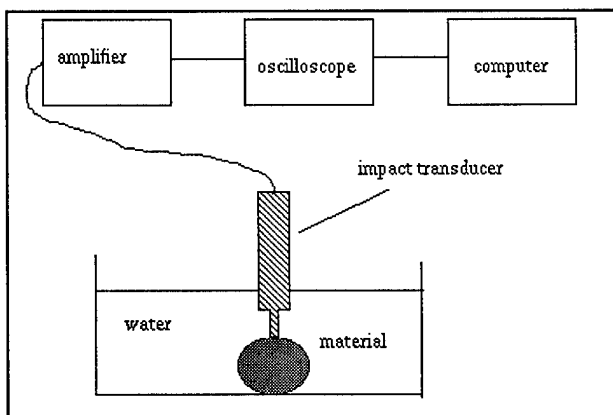 amplifier
oscilloscope
computer
impact transducer
water
material